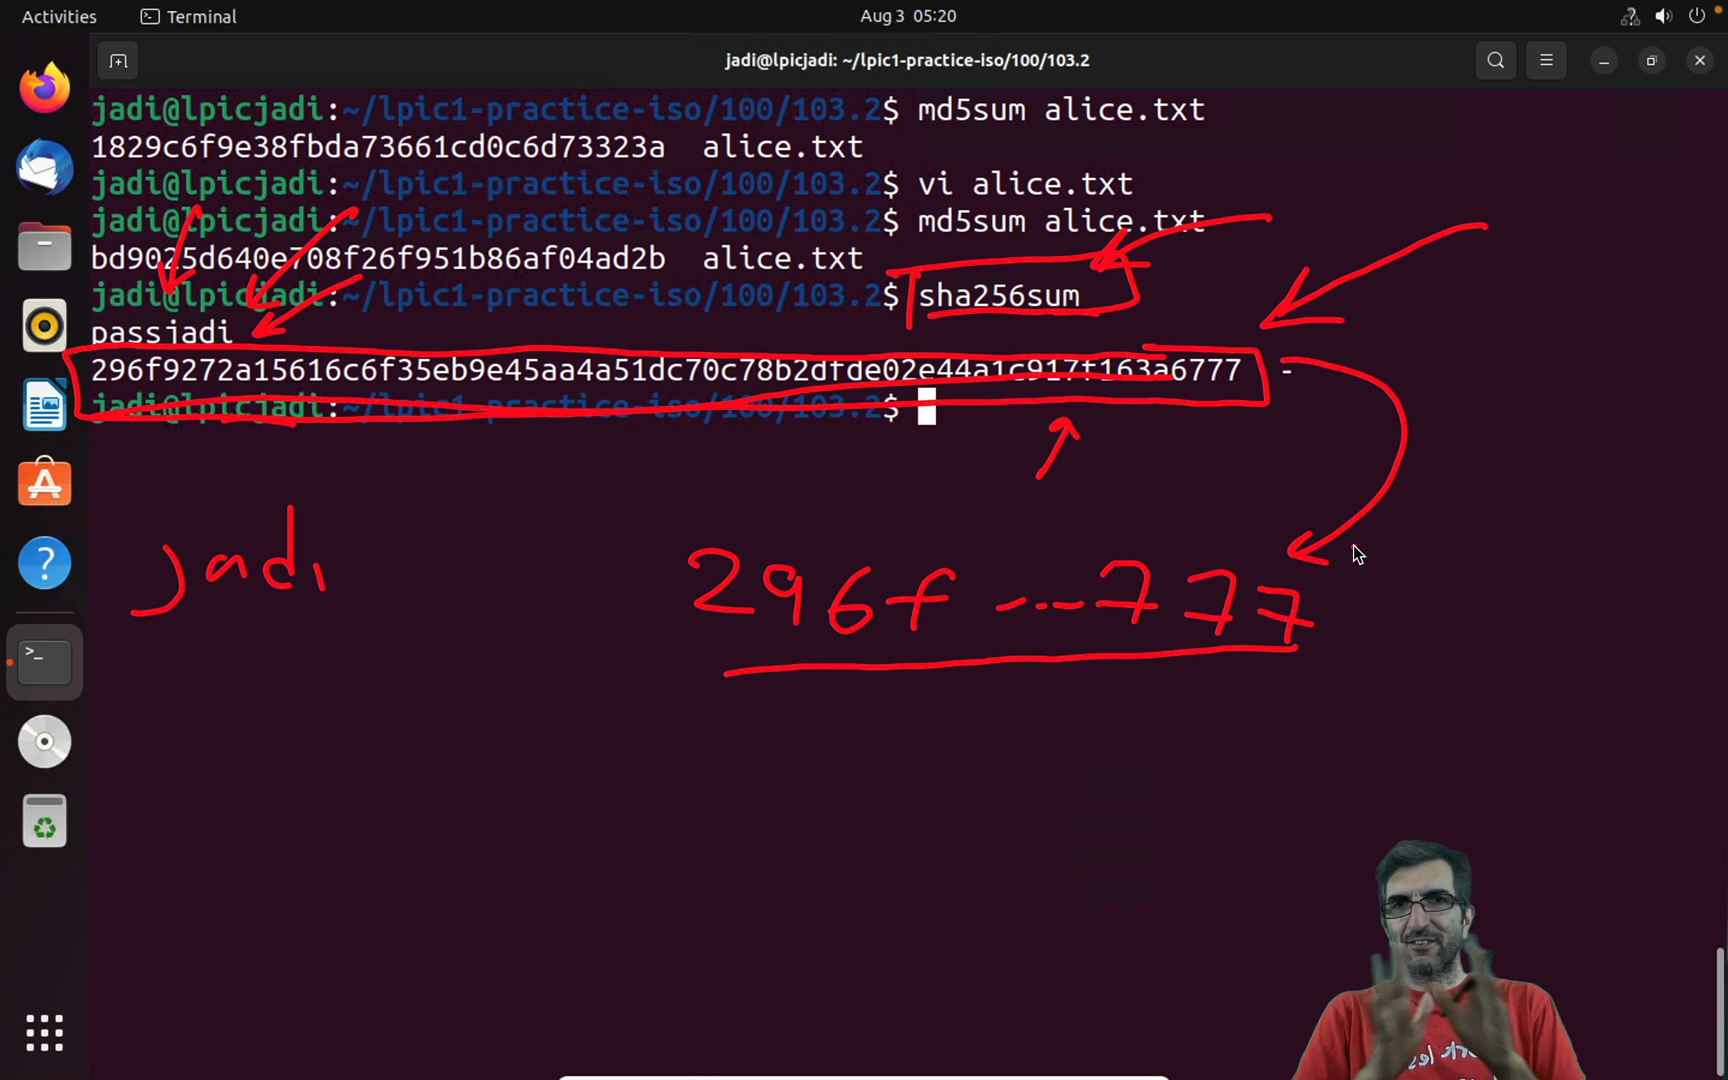 Activities Terminal Aug 3 05:20
jadi@lpicjadi: ~/lpic1-practice-iso/100/103.2
jadi@lpicjadi:~/lpic1-practice-iso/100/103.2$ md5sum alice.txt
1829c6f9e38fbda73661cd0c6d73323a  alice.txt
jadi@lpicjadi:~/lpic1-practice-iso/100/103.2$ vi alice.txt
jadi@lpicjadi:~/lpic1-practice-iso/100/103.2$ md5sum alice.txt
bd9025d640e708f26f951b86af04ad2b  alice.txt
jadi@lpicjadi:~/lpic1-practice-iso/100/103.2$ sha256sum
passjadi
296f9272a15616c6f35eb9e45aa4a51dc70c78b2dfde02e44a1c917f163a6777  -
jadi@lpicjadi:~/lpic1-practice-iso/100/103.2$
jadi 296f ----777